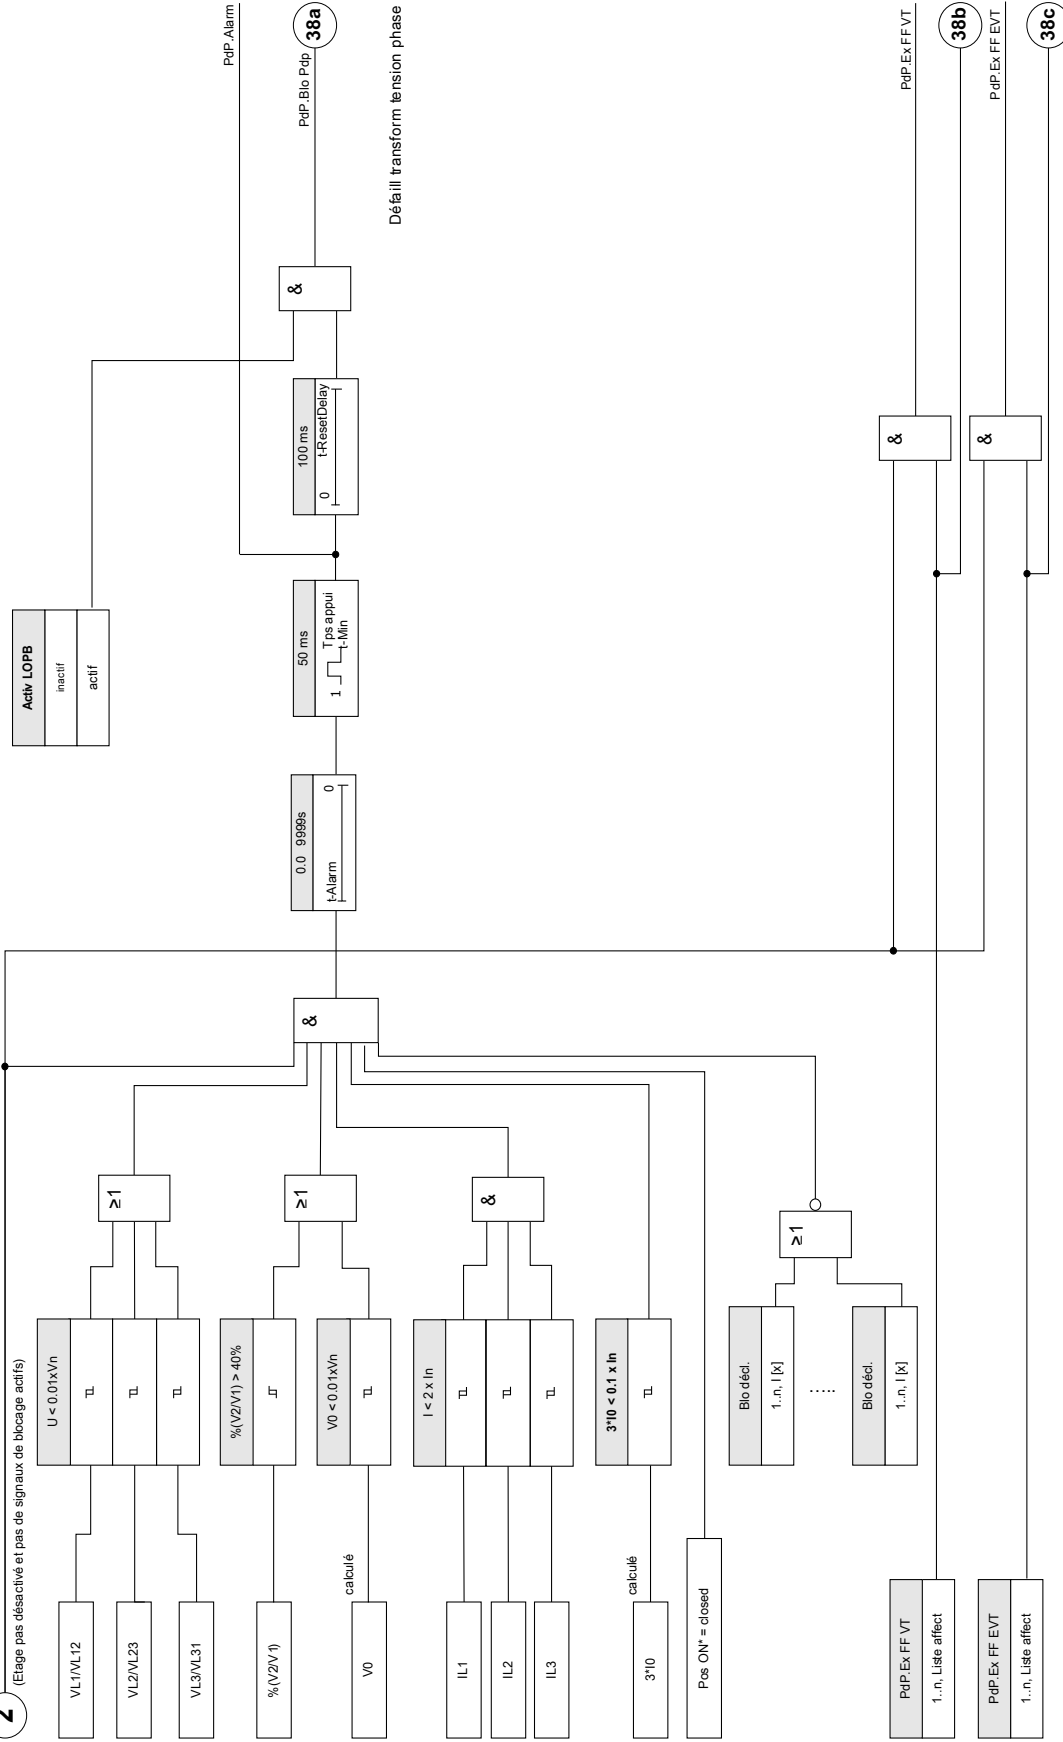 2
(Etage pas désactivé et pas de signaux de blocage actifs)
VL1/VL12
VL2/VL23
VL3/VL31
U < 0.01xVn
≥1
%(V2/V1)
%(V2/V1) > 40%
V0
calculé
V0 < 0.01xVn
≥1
IL1
IL2
IL3
I < 2 x In
&
3*I0
calculé
3*I0 < 0.1 x In
Pos ON* = closed
Blo décl.
1..n, I [x]
.....
Blo décl.
1..n, I [x]
≥1
&
0.0 9999s
t-Alarm
0
50 ms
1
Tps appui
t-Min
100 ms
0
t-ResetDelay
Activ LOPB
inactif
actif
&
PdP.Alarm
PdP.Blo Pdp
38a
Défaill transform tension phase
PdP.Ex FF VT
1..n, Liste affect
&
PdP.Ex FF VT
38b
PdP.Ex FF EVT
1..n, Liste affect
&
PdP.Ex FF EVT
38c